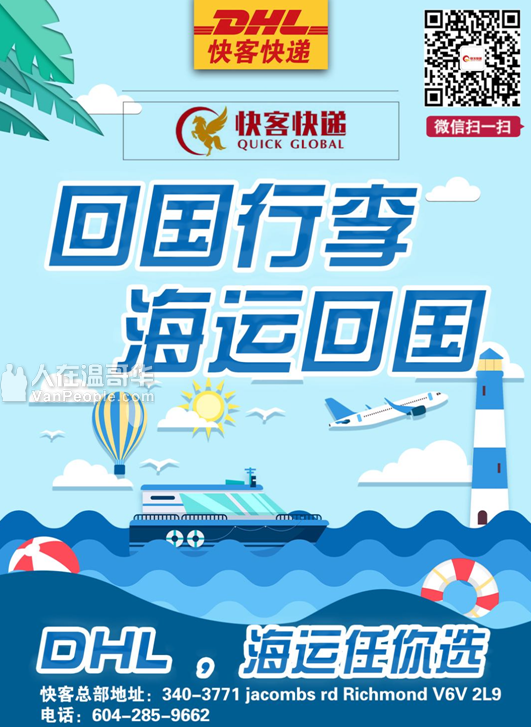 DHL
快客快递
微信扫一扫
快客快递
QUICK GLOBAL
回国行李
海运回国
人在温哥华
VanPeople.com
DHL ，海运任你选
快客总部地址：340-3771 jacombs rd Richmond V6V 2L9
电话：604-285-9662